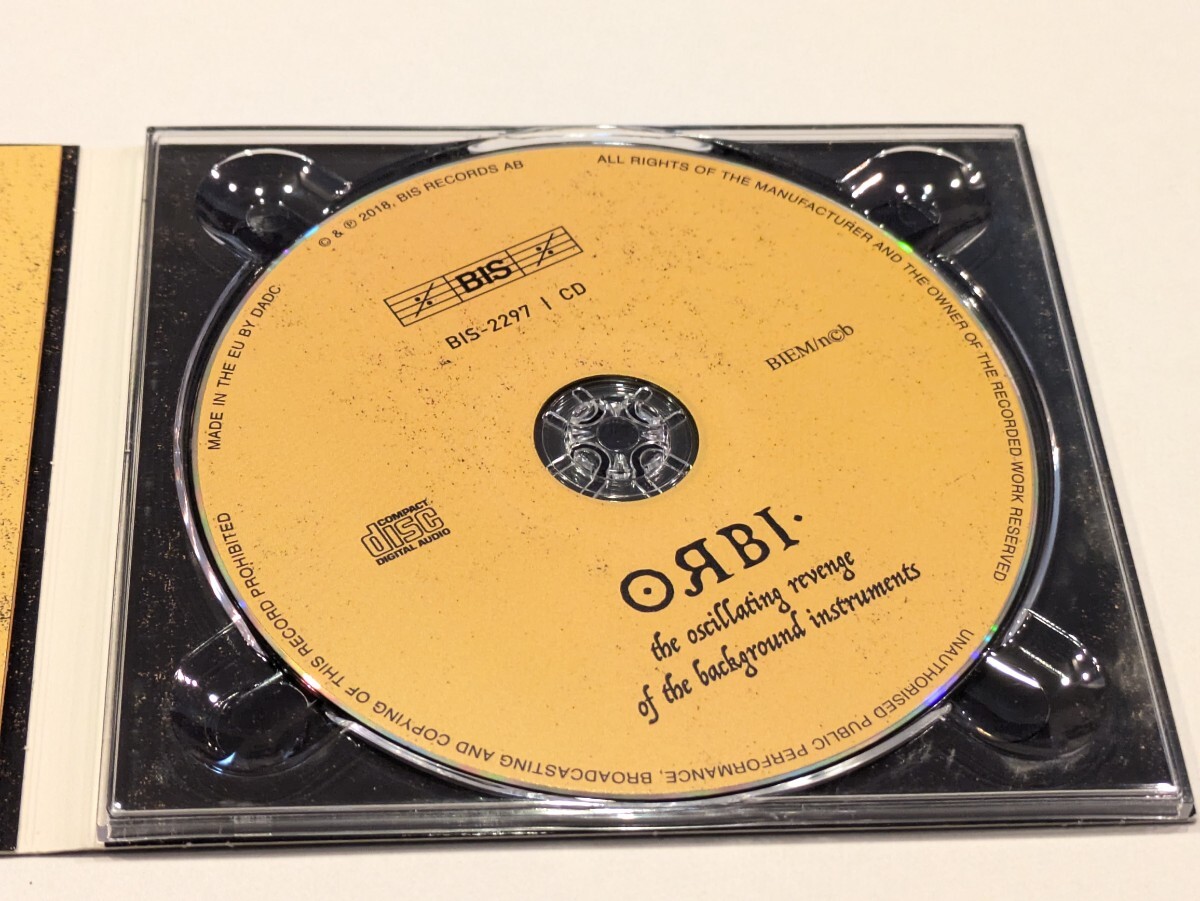 © & ℗ 2018, BIS RECORDS AB
ALL RIGHTS OF THE MANUFACTURER AND THE OWNER OF THE RECORDED WORK RESERVED
UNAUTHORISED PUBLIC PERFORMANCE, BROADCASTING AND COPYING OF THIS RECORD PROHIBITED
MADE IN THE EU BY DADC
BIS
BIS-2297 | CD
BIEM/n©b
COMPACT
disc
DIGITAL AUDIO
OЯBI.
the oscillating revenge
of the background instruments